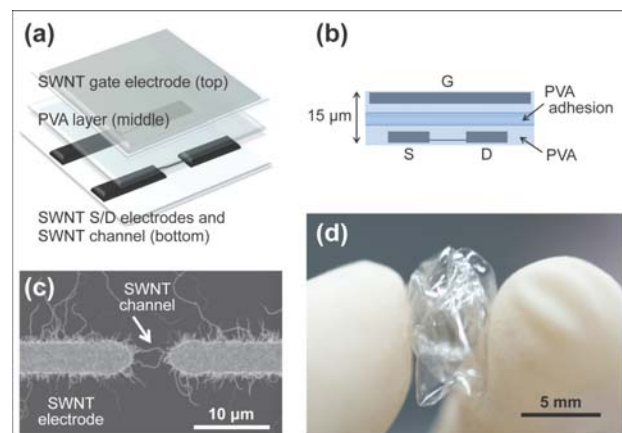 (a)
SWNT gate electrode (top)
PVA layer (middle)
SWNT S/D electrodes and
SWNT channel (bottom)
(b)
G
15 µm
PVA
adhesion
S
D
PVA
(c)
SWNT
channel
SWNT
electrode
10 µm
(d)
5 mm